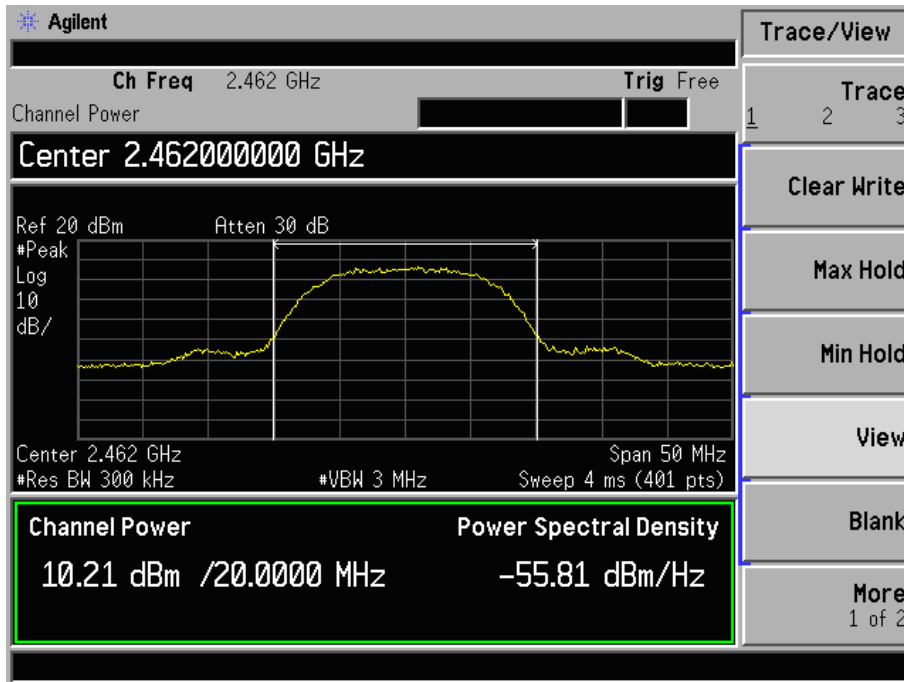 Agilent
Ch Freq 2.462 GHz Trig Free
Channel Power
Center 2.462000000 GHz
Ref 20 dBm Atten 30 dB
#Peak
Log
10
dB/
Center 2.462 GHz Span 50 MHz
#Res BW 300 kHz #VBW 3 MHz Sweep 4 ms (401 pts)
Channel Power Power Spectral Density
10.21 dBm /20.0000 MHz -55.81 dBm/Hz
Trace/View
Trace
1 2 3
Clear Write
Max Hold
Min Hold
View
Blank
More
1 of 2